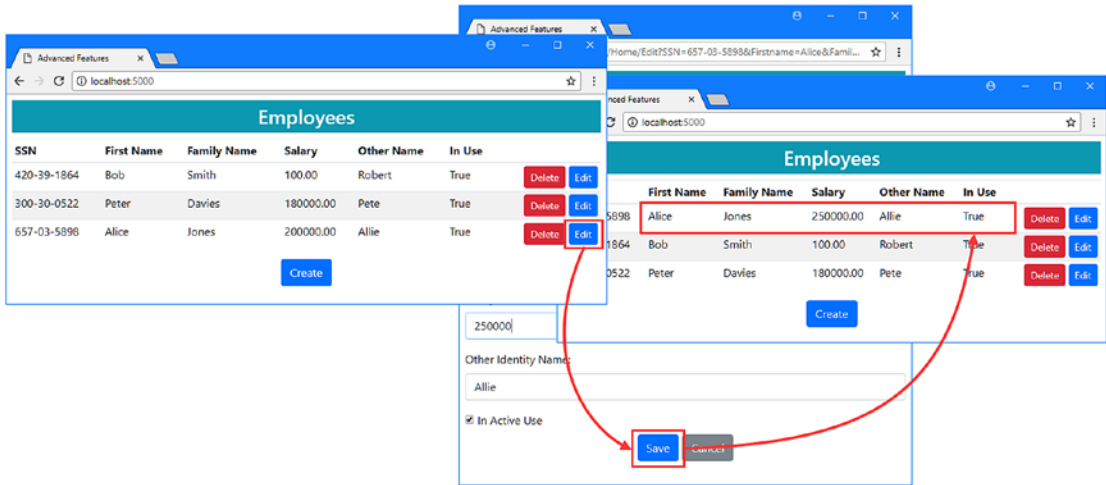 Advanced Features
localhost:5000
Employees
SSN First Name Family Name Salary Other Name In Use
420-39-1864 Bob Smith 100.00 Robert True Delete Edit
300-30-0522 Peter Davies 180000.00 Pete True Delete Edit
657-03-5898 Alice Jones 200000.00 Allie True Delete Edit
Create
Advanced Features
/Home/Edit?SSN=657-03-5898&Firstname=Alice&Famil...
nced Features
localhost:5000
Employees
First Name Family Name Salary Other Name In Use
5898 Alice Jones 250000.00 Allie True Delete Edit
1864 Bob Smith 100.00 Robert True Delete Edit
0522 Peter Davies 180000.00 Pete True Delete Edit
Create
250000
Other Identity Name:
Allie
In Active Use
Save Cancel